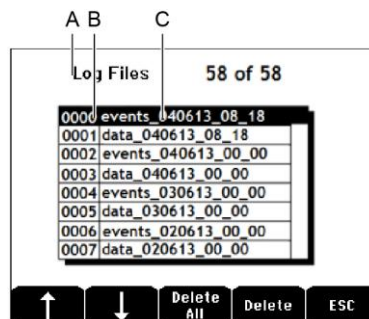 A B C
Log Files 58 of 58
0000 events_040613_08_18
0001 data_040613_08_18
0002 events_040613_00_00
0003 data_040613_00_00
0004 events_030613_00_00
0005 data_030613_00_00
0006 events_020613_00_00
0007 data_020613_00_00
Delete All Delete ESC